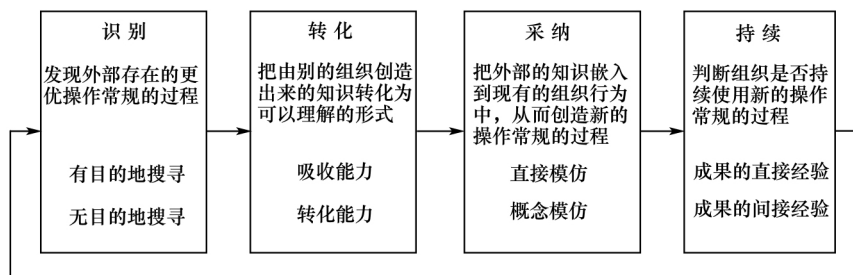 识别
发现外部存在的更
优操作常规的过程
有目的地搜寻
无目的地搜寻
转化
把由别的组织创造
出来的知识转化为
可以理解的形式
吸收能力
转化能力
采纳
把外部的知识嵌入
到现有的组织行为
中，从而创造新的
操作常规的过程
直接模仿
概念模仿
持续
判断组织是否持
续使用新的操作
常规的过程
成果的直接经验
成果的间接经验